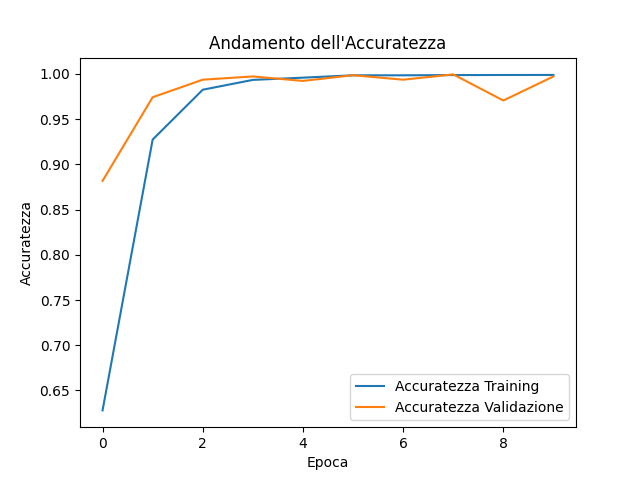 Andamento dell'Accuratezza
1.00
0.95
0.90
0.85
0.80
0.75
0.70
0.65
Accuratezza
Accuratezza Training
Accuratezza Validazione
0 2 4 6 8
Epoca